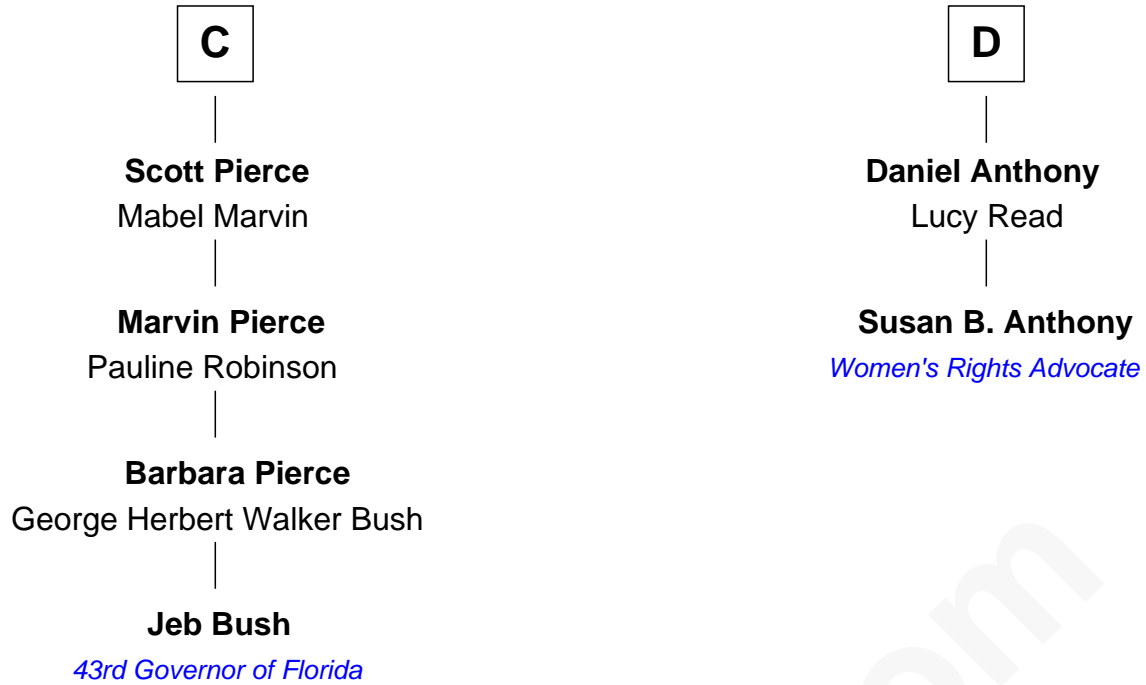 C
Scott Pierce
Mabel Marvin
Marvin Pierce
Pauline Robinson
Barbara Pierce
George Herbert Walker Bush
Jeb Bush
43rd Governor of Florida
D
Daniel Anthony
Lucy Read
Susan B. Anthony
Women's Rights Advocate
om